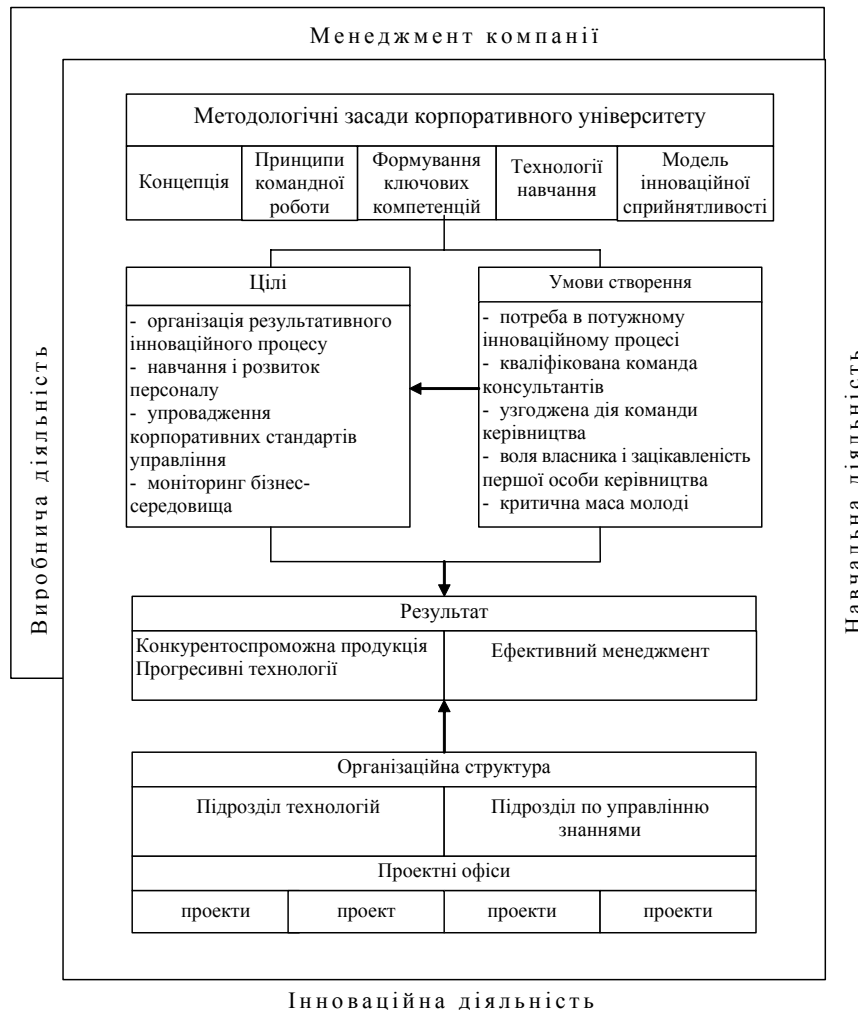 Менеджмент компанії
Методологічні засади корпоративного університету
Концепція
Принципи
командної
роботи
Формування
ключових
компетенцій
Технології
навчання
Модель
інноваційної
сприйнятливості
Цілі
- організація результативного
інноваційного процесу
- навчання і розвиток
персоналу
- упровадження
корпоративних стандартів
управління
- моніторинг бізнес-
середовища
Умови створення
- потреба в потужному
інноваційному процесі
- кваліфікована команда
консультантів
- узгоджена дія команди
керівництва
- воля власника і зацікавленість
першої особи керівництва
- критична маса молоді
Виробнича діяльність
Навчальна діяльність
Результат
Конкурентоспроможна продукція
Прогресивні технології
Ефективний менеджмент
Організаційна структура
Підрозділ технологій
Підрозділ по управлінню
знаннями
Проектні офіси
проекти
проект
проекти
проекти
Інноваційна діяльність